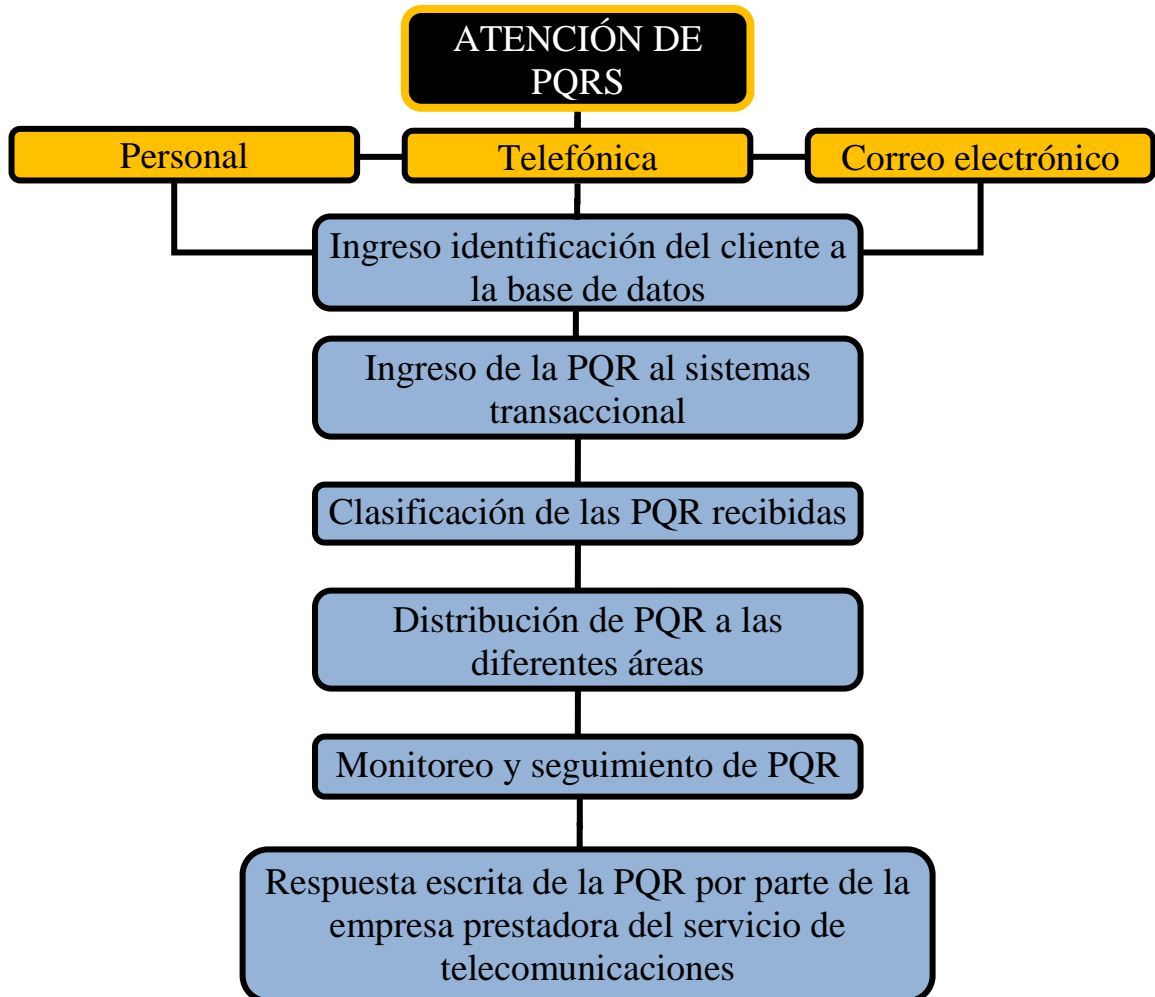 ATENCIÓN DE
PQRS
Personal
Telefónica
Correo electrónico
Ingreso identificación del cliente a
la base de datos
Ingreso de la PQR al sistemas
transaccional
Clasificación de las PQR recibidas
Distribución de PQR a las
diferentes áreas
Monitoreo y seguimiento de PQR
Respuesta escrita de la PQR por parte de la
empresa prestadora del servicio de
telecomunicaciones